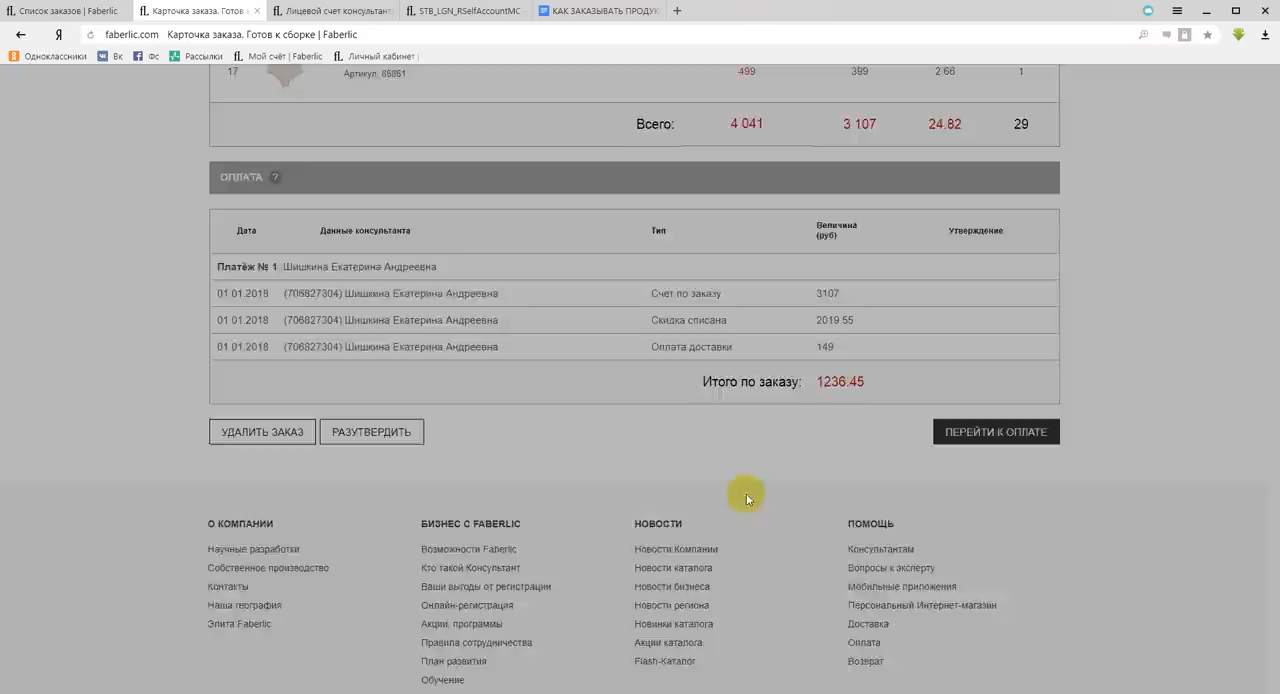 Список заказов | Faberlic
Карточка заказа. Готов
Лицевой счет консультант
STB_LGN_RSelfAccountMC
КАК ЗАКАЗЫВАТЬ ПРОДУК
Я faberlic.com Карточка заказа. Готов к сборке | Faberlic
Одноклассники Вк Фс Рассылки Мой счёт | Faberlic Личный кабинет |
17 Артикул: 86861 499 399 2.66 1
Всего: 4 041 3 107 24.82 29
ОПЛАТА ?
Дата Данные консультанта Тип Величина (руб) Утверждение
Платёж № 1 Шишкина Екатерина Андреевна
01.01.2018 (706827304) Шишкина Екатерина Андреевна Счет по заказу 3107
01.01.2018 (706827304) Шишкина Екатерина Андреевна Скидка списана 2019.55
01.01.2018 (706827304) Шишкина Екатерина Андреевна Оплата доставки 149
Итого по заказу: 1236.45
УДАЛИТЬ ЗАКАЗ РАЗУТВЕРДИТЬ ПЕРЕЙТИ К ОПЛАТЕ
О КОМПАНИИ
Научные разработки
Собственное производство
Контакты
Наша география
Элита Faberlic
БИЗНЕС С FABERLIC
Возможности Faberlic
Кто такой Консультант
Ваши выгоды от регистрации
Онлайн-регистрация
Акции, программы
Правила сотрудничества
План развития
Обучение
НОВОСТИ
Новости Компании
Новости каталога
Новости бизнеса
Новости региона
Новинки каталога
Акции каталога
Flash-Каталог
ПОМОЩЬ
Консультантам
Вопросы к эксперту
Мобильные приложения
Персональный Интернет-магазин
Доставка
Оплата
Возврат